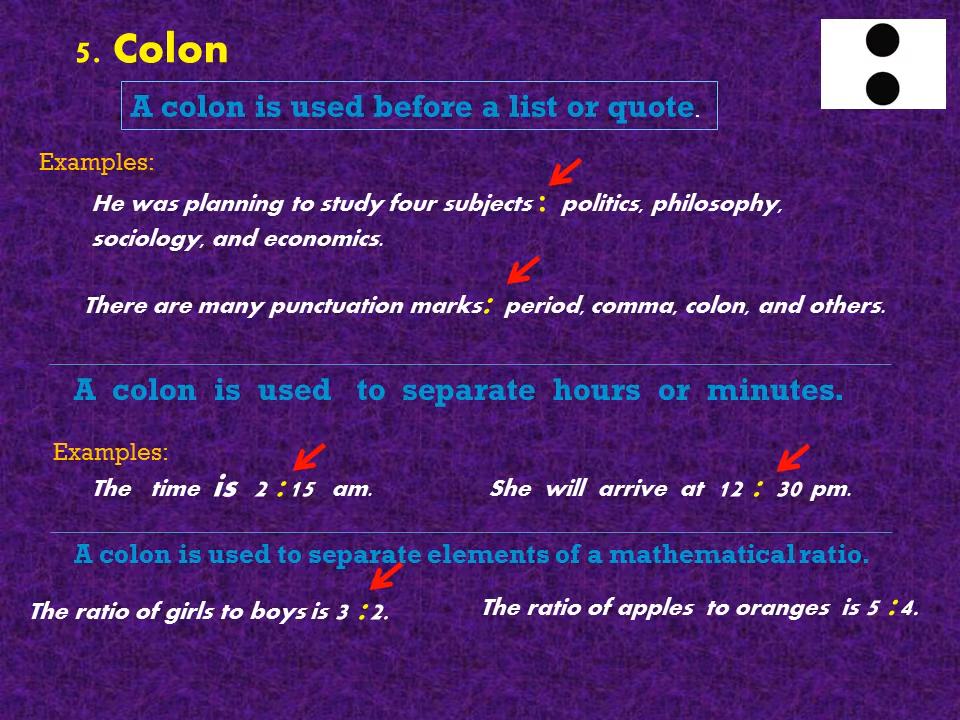 5. Colon
A colon is used before a list or quote.
Examples:
He was planning to study four subjects : politics, philosophy,
sociology, and economics.
There are many punctuation marks: period, comma, colon, and others.
A colon is used to separate hours or minutes.
Examples:
The time is 2 : 15 am.
She will arrive at 12 : 30 pm.
A colon is used to separate elements of a mathematical ratio.
The ratio of girls to boys is 3 : 2.
The ratio of apples to oranges is 5 : 4.